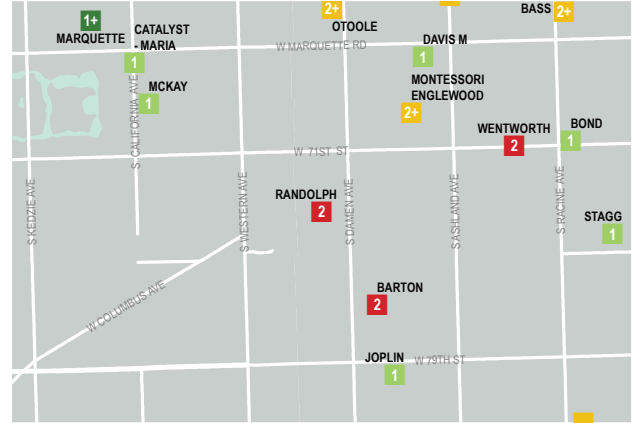 1+
MARQUETTE
CATALYST
- MARIA
1
2+
OTOOLE
BASS
2+
W MARQUETTE RD
DAVIS M
1
MCKAY
1
MONTESSORI
ENGLEWOOD
2+
S CALIFORNIA AVE
WENTWORTH
2
BOND
1
W 71ST ST
S KEDZIE AVE
S WESTERN AVE
RANDOLPH
2
S DAMEN AVE
S ASHLAND AVE
S RACINE AVE
STAGG
1
W COLUMBUS AVE
BARTON
2
JOPLIN
1
W 79TH ST